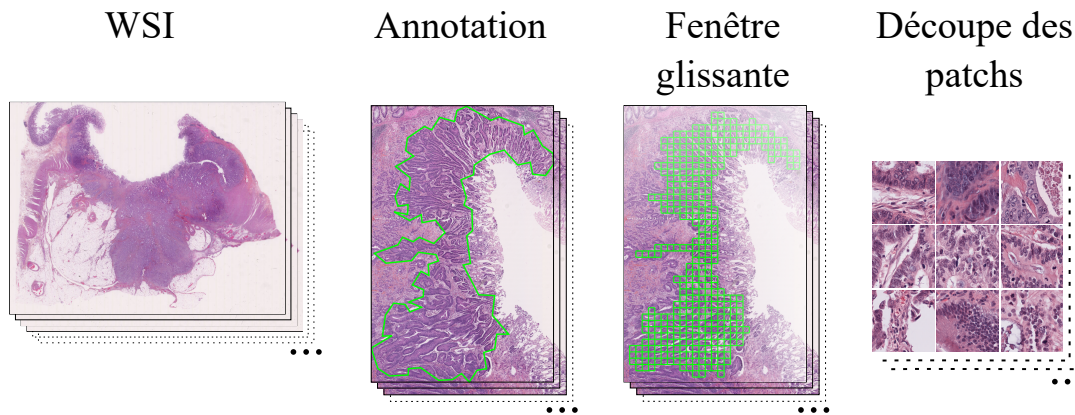 WSI
Annotation
Fenêtre
glissante
Découpe des
patchs